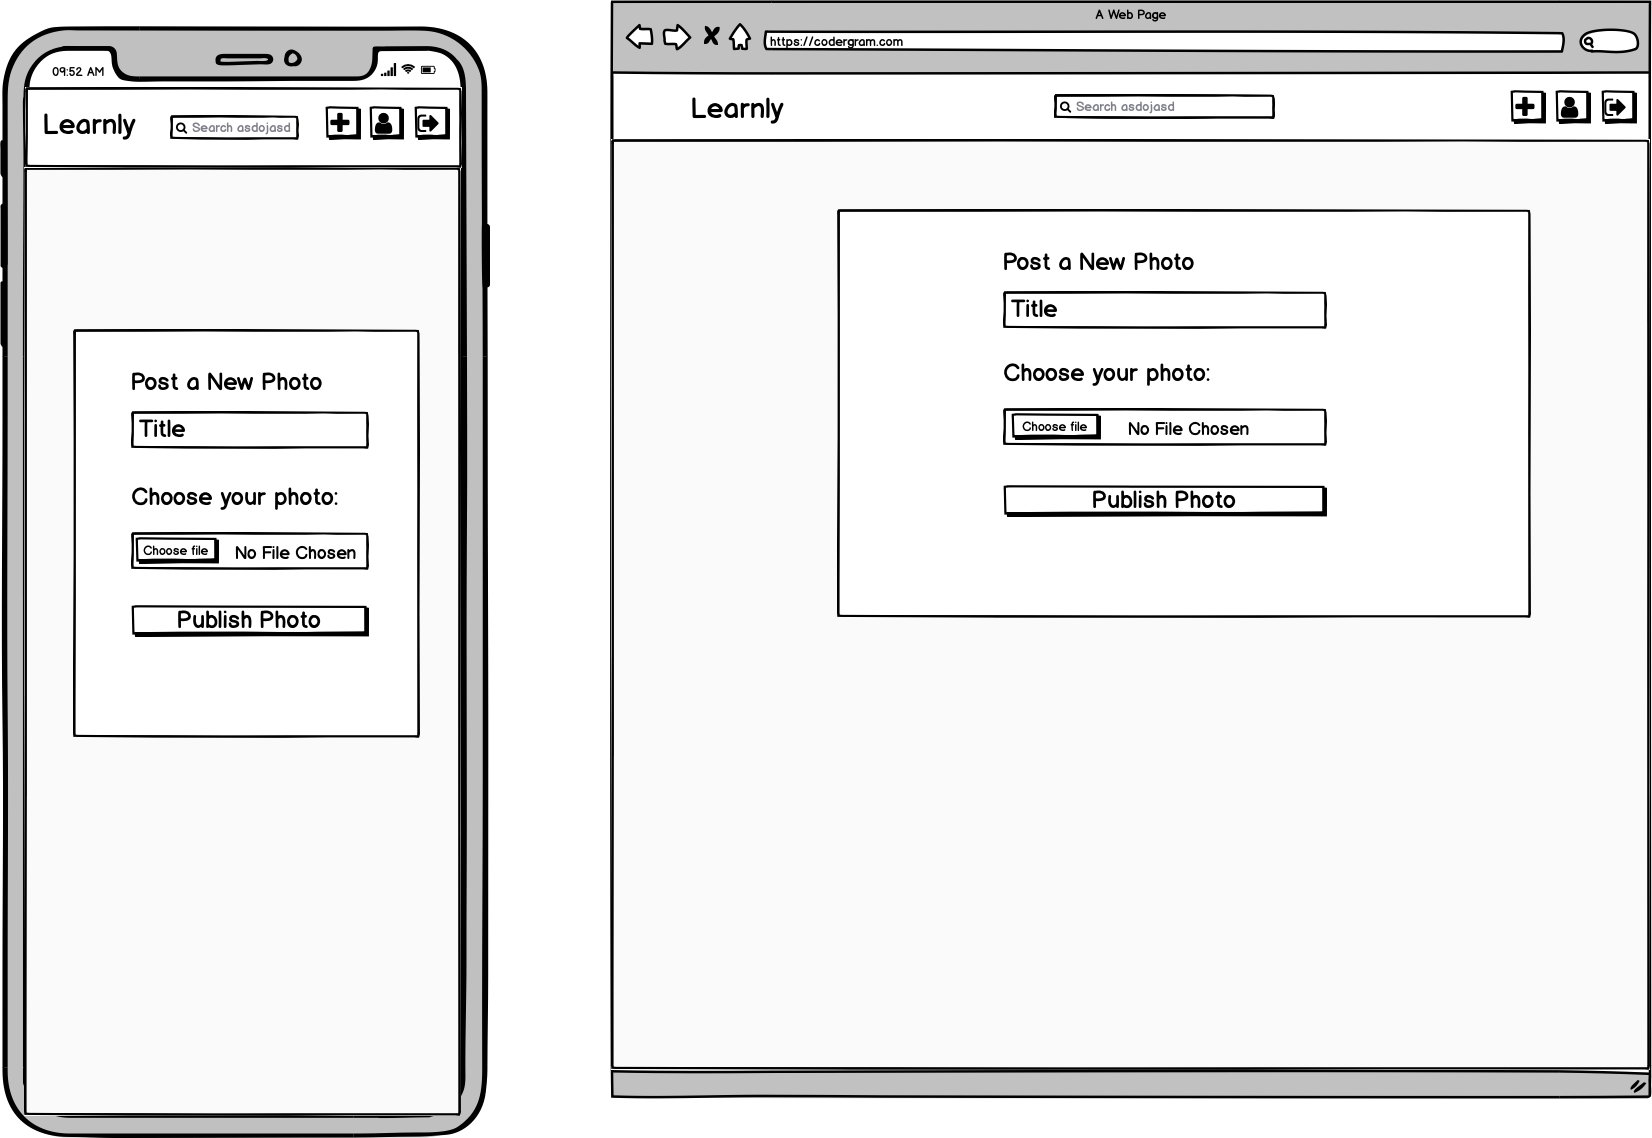 09:52 AM
Learnly
Search asdojasd
Post a New Photo
Title
Choose your photo:
Choose file
No File Chosen
Publish Photo
A Web Page
https://codergram.com
Learnly
Search asdojasd
Post a New Photo
Title
Choose your photo:
Choose file
No File Chosen
Publish Photo